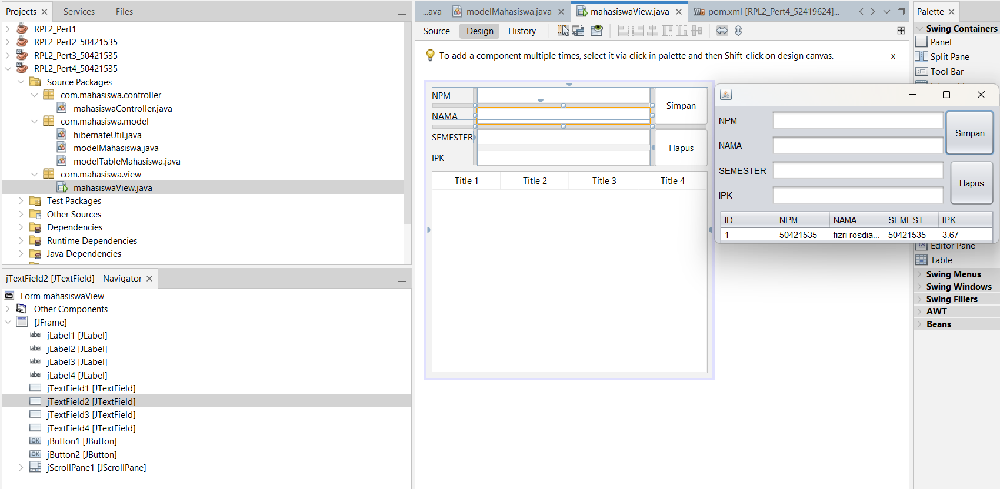 Projects
Services
Files
RPL2_Pert1
RPL2_Pert2_50421535
RPL2_Pert3_50421535
RPL2_Pert4_50421535
Source Packages
com.mahasiswa.controller
mahasiswaController.java
com.mahasiswa.model
hibernateUtil.java
modelMahasiswa.java
modelTableMahasiswa.java
com.mahasiswa.view
mahasiswaView.java
Test Packages
Other Sources
Dependencies
Runtime Dependencies
Java Dependencies
jTextField2 [JTextField] - Navigator
Form mahasiswaView
Other Components
[JFrame]
label jLabel1 [JLabel]
label jLabel2 [JLabel]
label jLabel3 [JLabel]
label jLabel4 [JLabel]
jTextField1 [JTextField]
jTextField2 [JTextField]
jTextField3 [JTextField]
jTextField4 [JTextField]
OK jButton1 [JButton]
OK jButton2 [JButton]
jScrollPane1 [JScrollPane]
...ava
modelMahasiswa.java
mahasiswaView.java
pom.xml [RPL2_Pert4_52419624]...
Source
Design
History
To add a component multiple times, select it via click in palette and then Shift-click on design canvas.
x
NPM
NAMA
SEMESTER
IPK
Simpan
Hapus
Title 1
Title 2
Title 3
Title 4
NPM
NAMA
SEMESTER
IPK
Simpan
Hapus
ID
NPM
NAMA
SEMEST...
IPK
1
50421535
fizri rosdia...
50421535
3.67
Palette
Swing Containers
Panel
Split Pane
Tool Bar
Editor Pane
Table
Swing Menus
Swing Windows
Swing Fillers
AWT
Beans